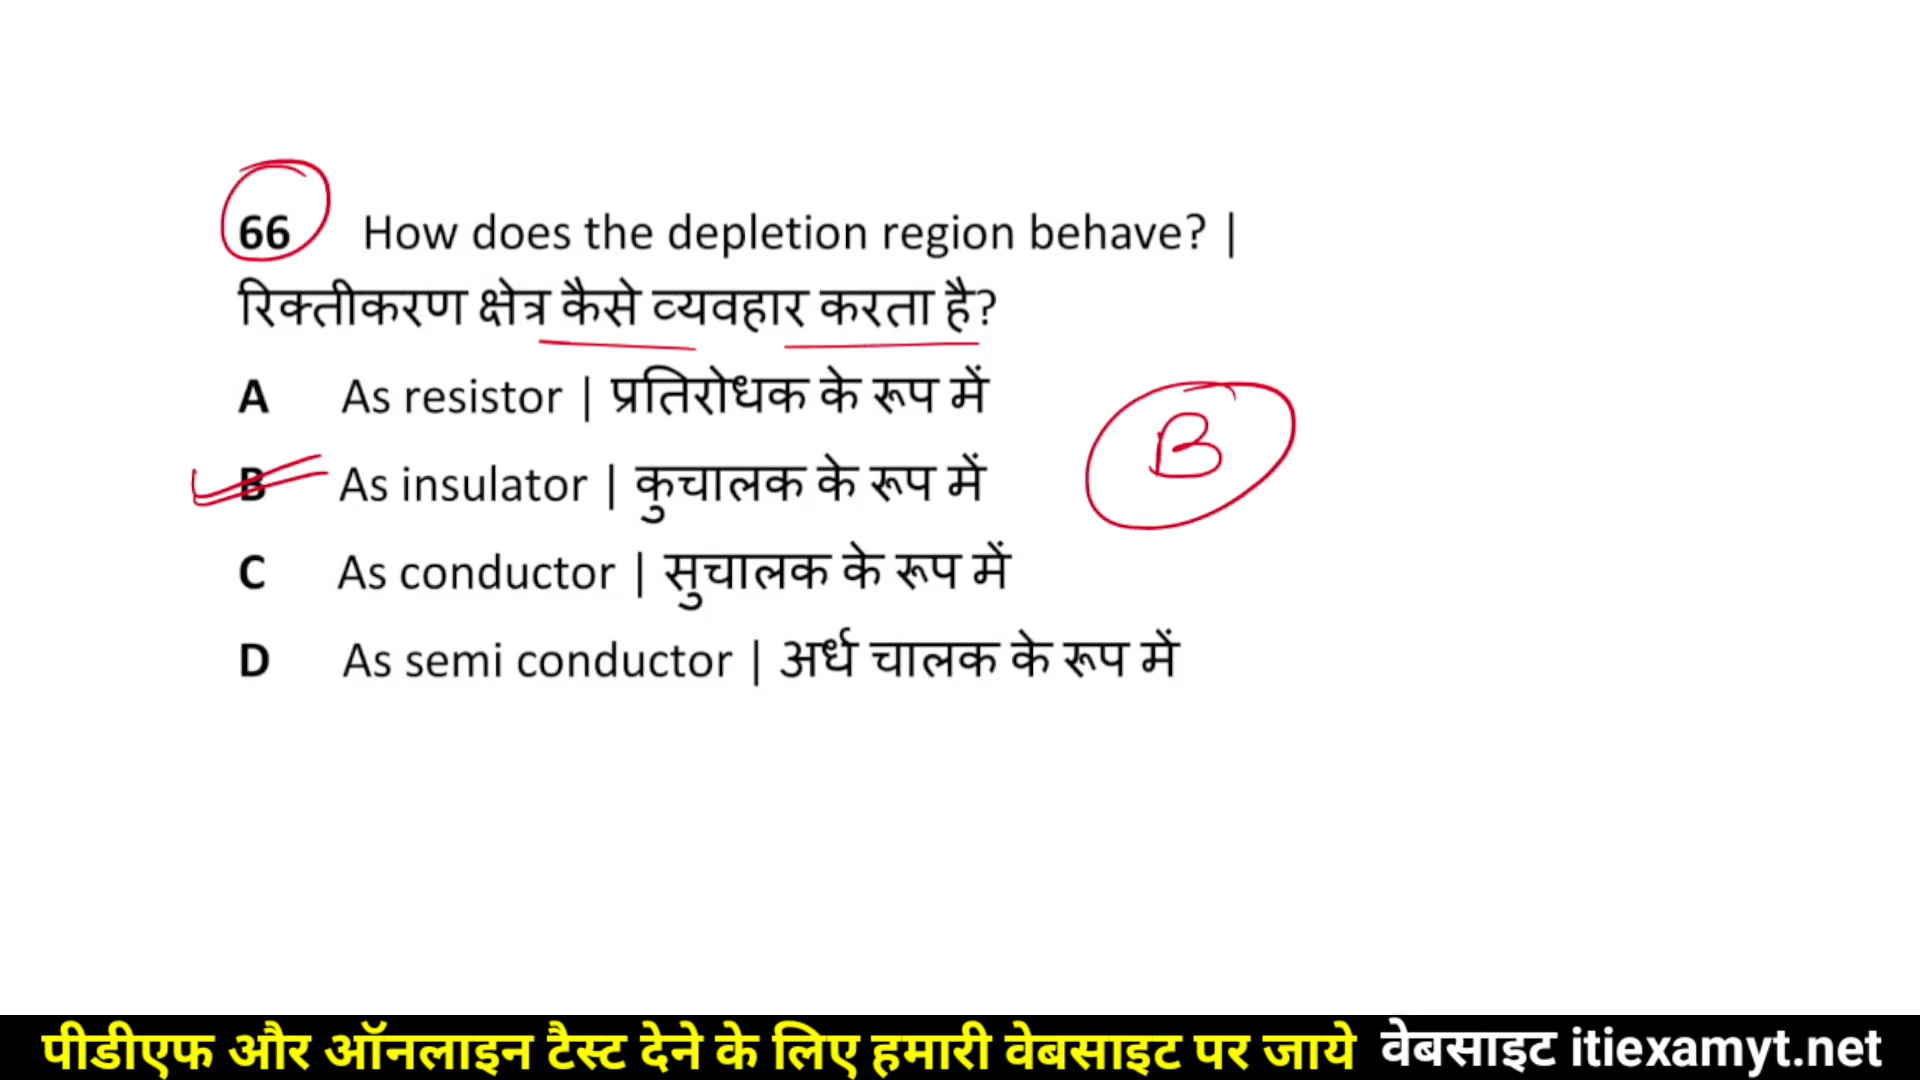 66 How does the depletion region behave? |
रिक्तीकरण क्षेत्र कैसे व्यवहार करता है?
A As resistor | प्रतिरोधक के रूप में
B As insulator | कुचालक के रूप में
B
C As conductor | सुचालक के रूप में
D As semi conductor | अर्ध चालक के रूप में
पीडीएफ और ऑनलाइन टैस्ट देने के लिए हमारी वेबसाइट पर जाये वेबसाइट itiexamyt.net